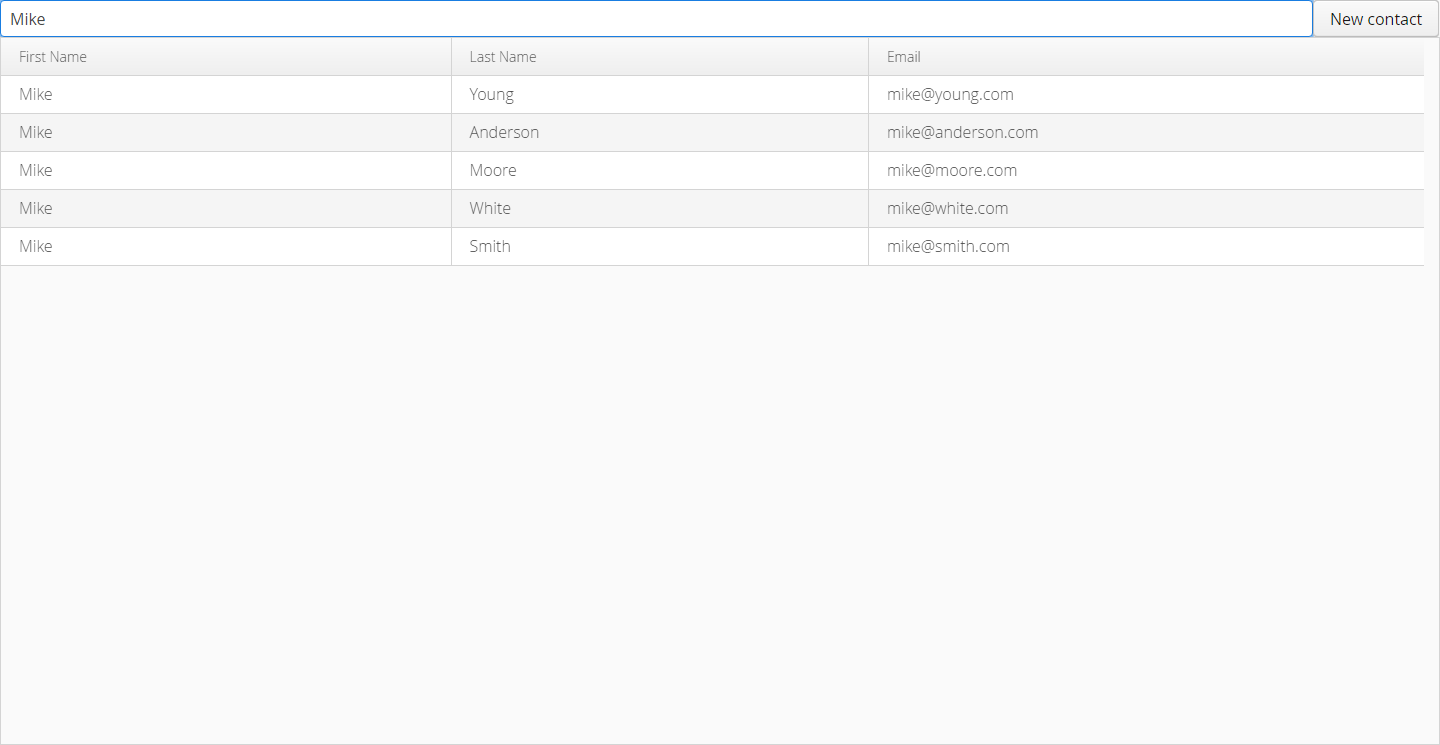 Mike New contact
First Name Last Name Email
Mike Young mike@young.com
Mike Anderson mike@anderson.com
Mike Moore mike@moore.com
Mike White mike@white.com
Mike Smith mike@smith.com